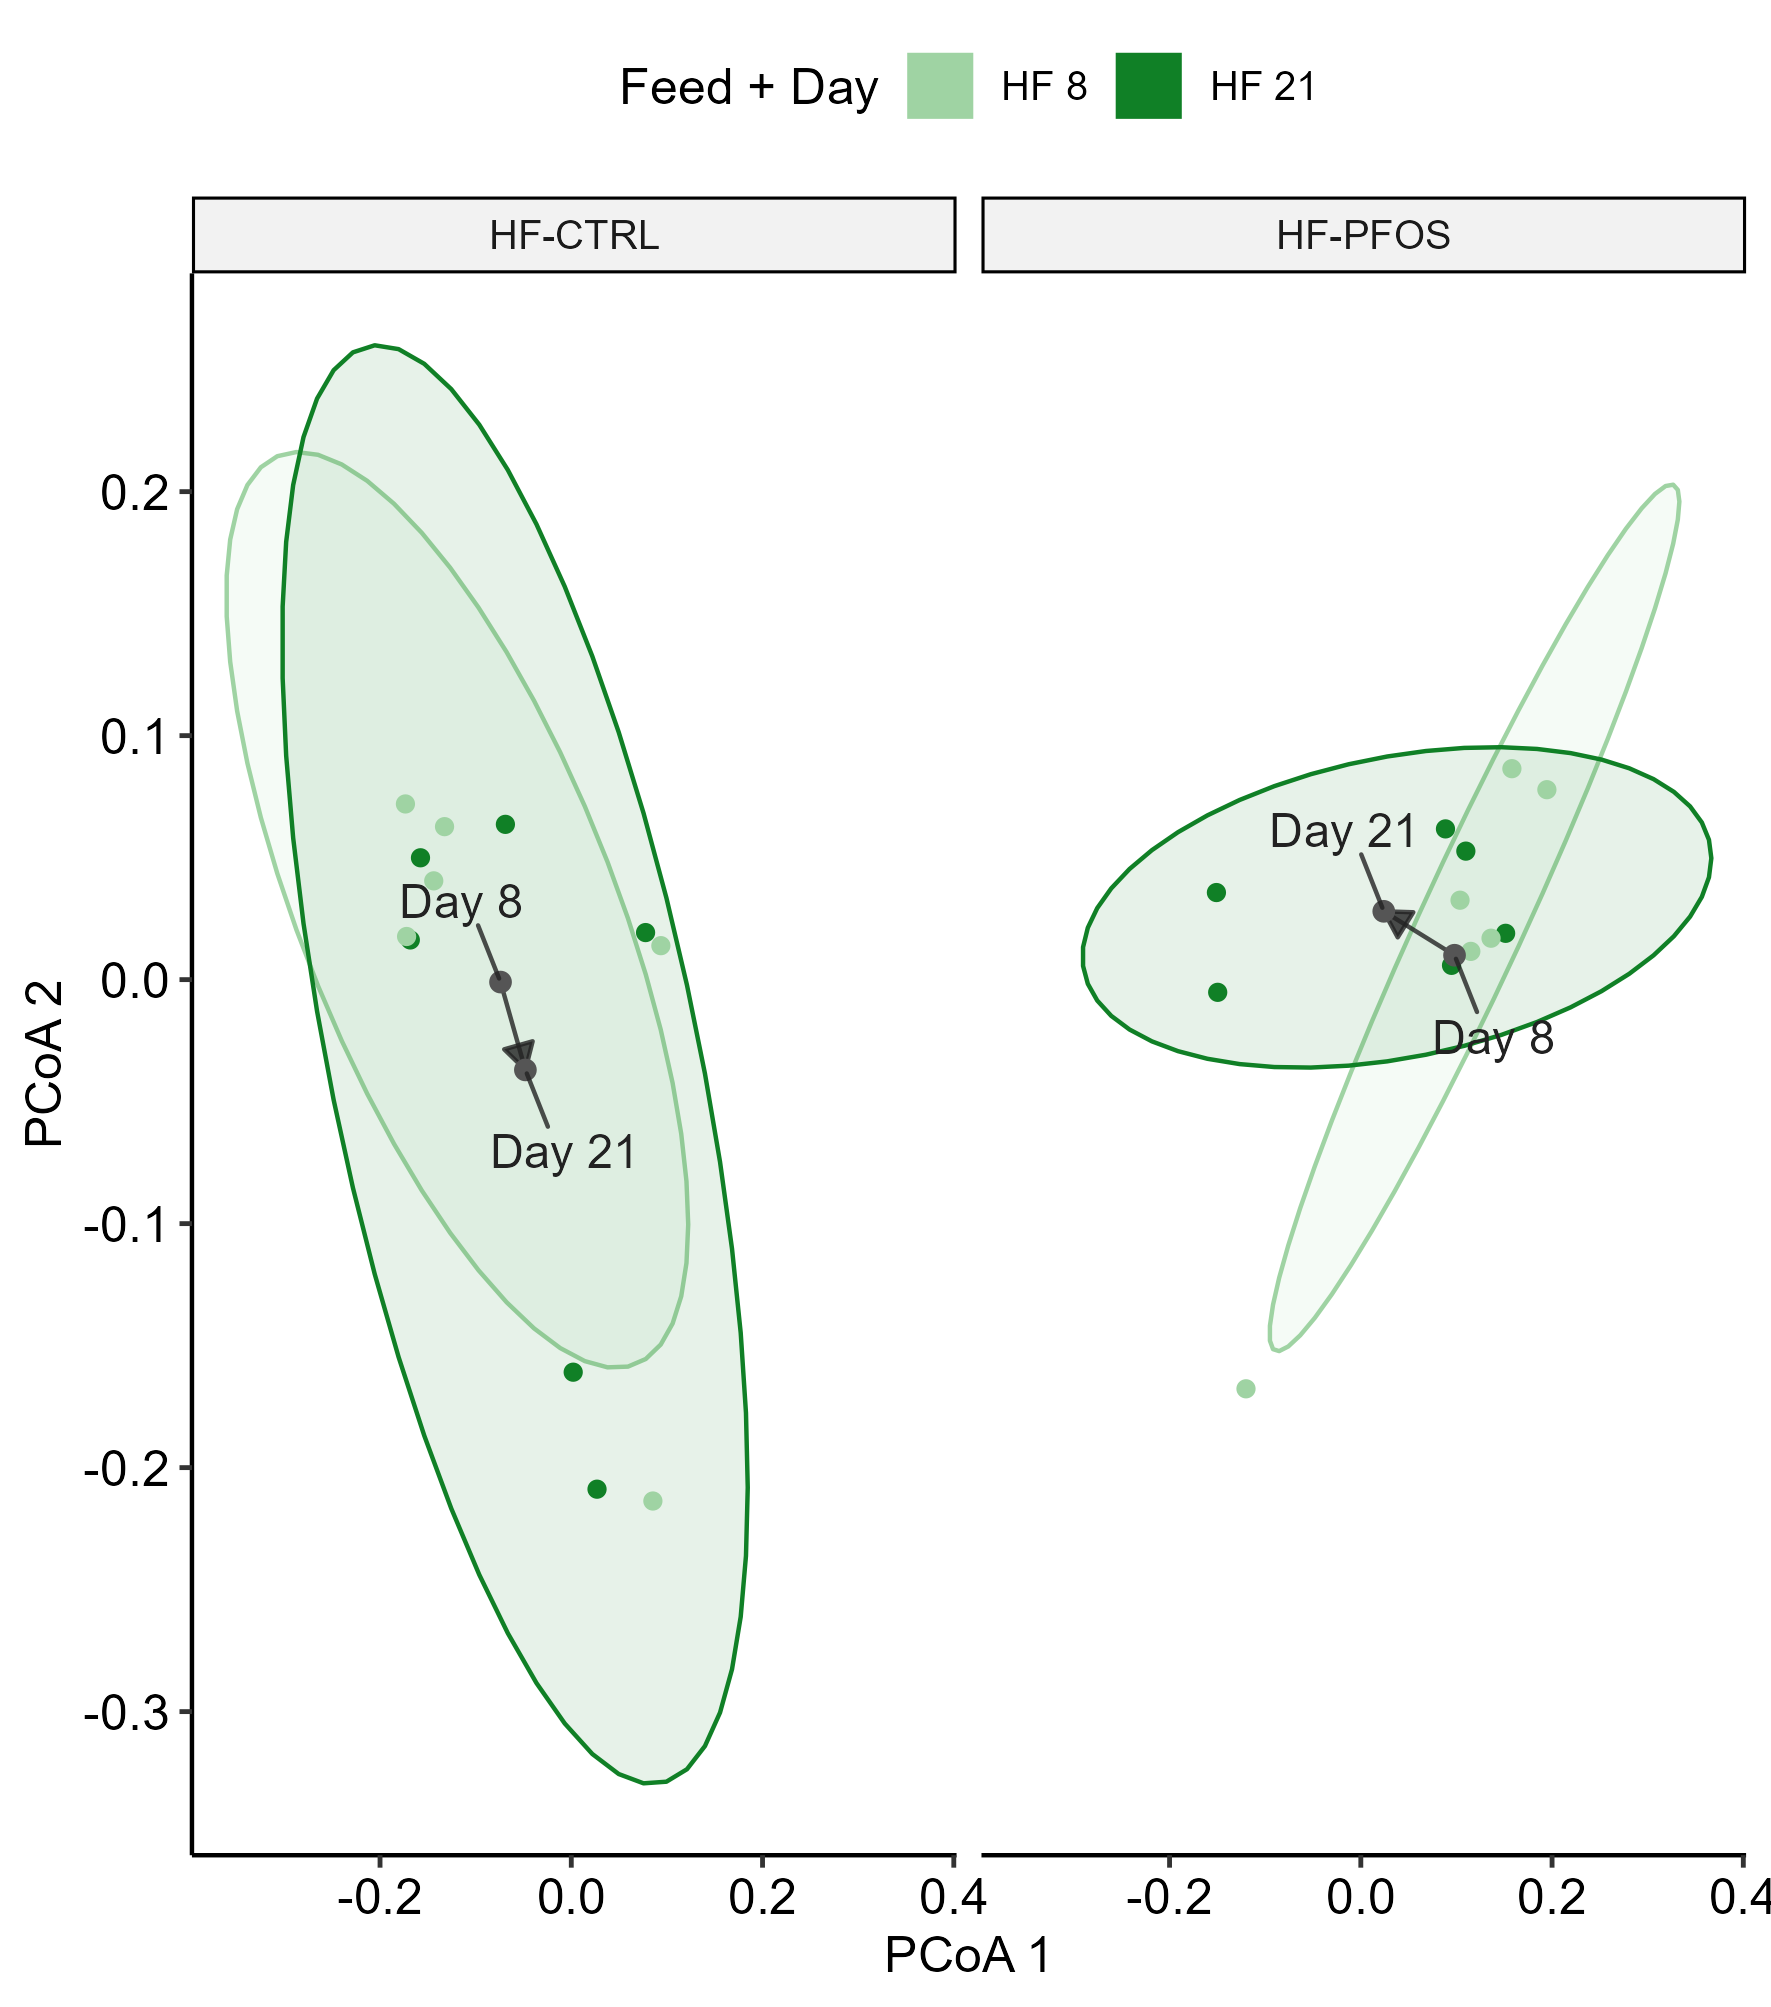 Feed + Day HF 8 HF 21
HF-CTRL HF-PFOS
0.2
0.1
Day 21
Day 8
0.0
PCoA 2
Day 8
Day 21
-0.1
-0.2
-0.3
-0.2 0.0 0.2 0.4 -0.2 0.0 0.2 0.4
PCoA 1